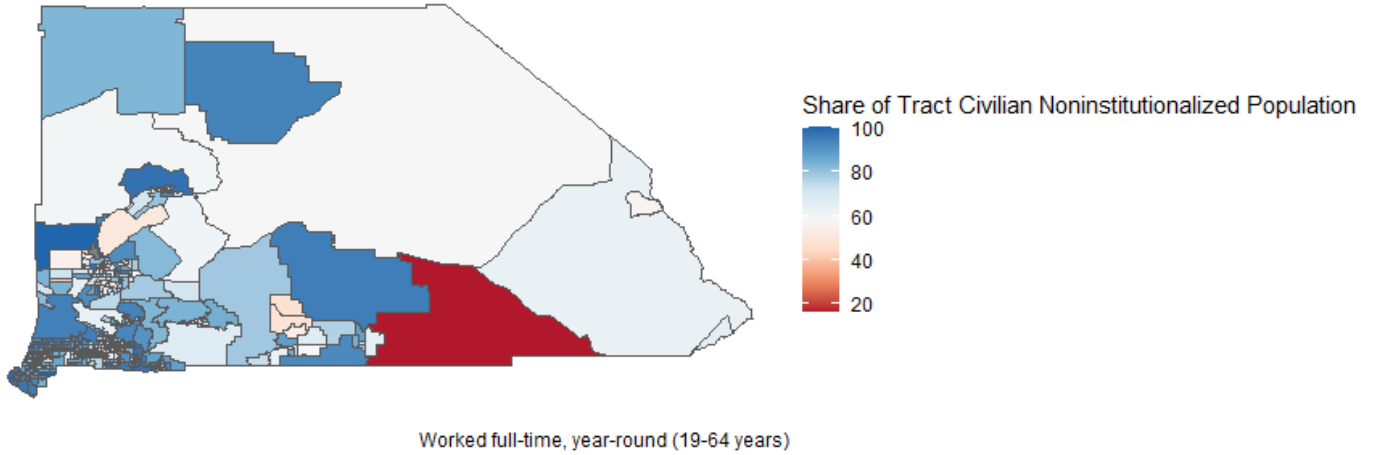 Share of Tract Civilian Noninstitutionalized Population
100
80
60
40
20
Worked full-time, year-round (19-64 years)